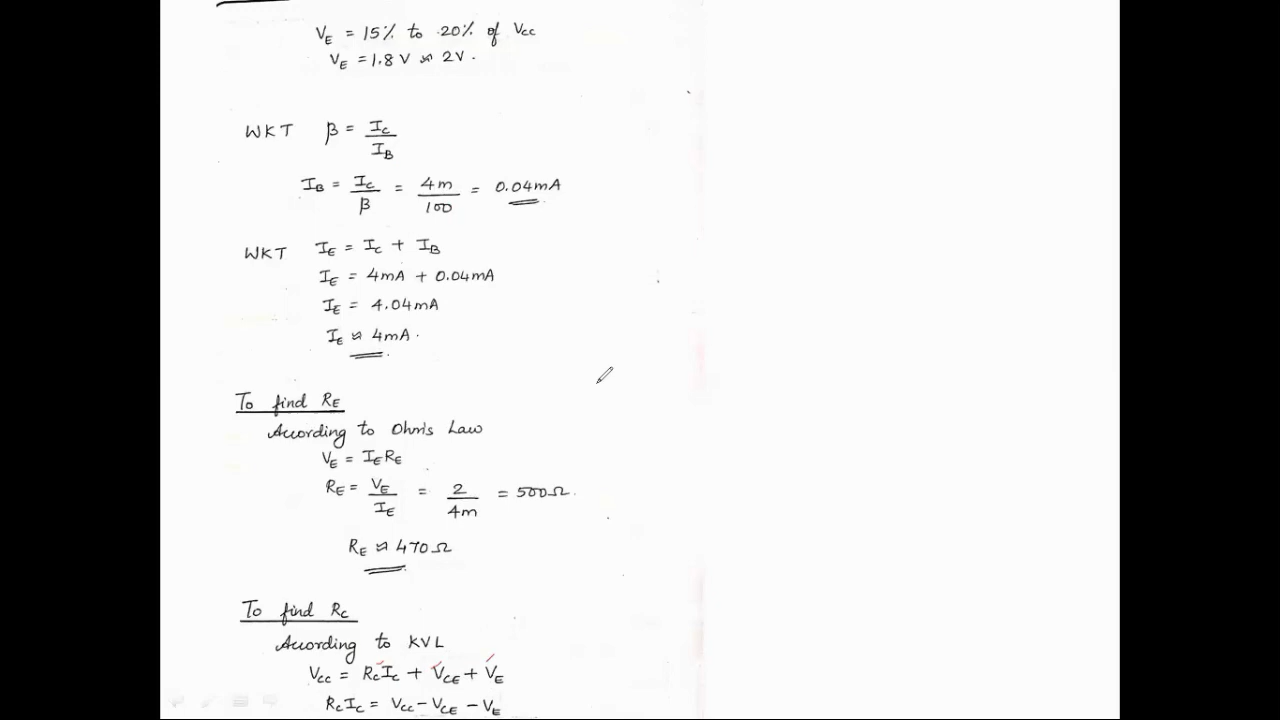 V_E = 15% to 20% of V_CC
V_E = 1.8 V ≈ 2V.
WKT β = I_C / I_B
I_B = I_C / β = 4m / 100 = 0.04mA
WKT I_E = I_C + I_B
I_E = 4mA + 0.04mA
I_E = 4.04mA
I_E ≈ 4mA.
To find R_E
According to Ohm's Law
V_E = I_E R_E
R_E = V_E / I_E = 2 / 4m = 500Ω.
R_E ≈ 470Ω
To find R_C
According to KVL
V_CC = R_C I_C + V_CE + V_E
R_C I_C = V_CC - V_CE - V_E